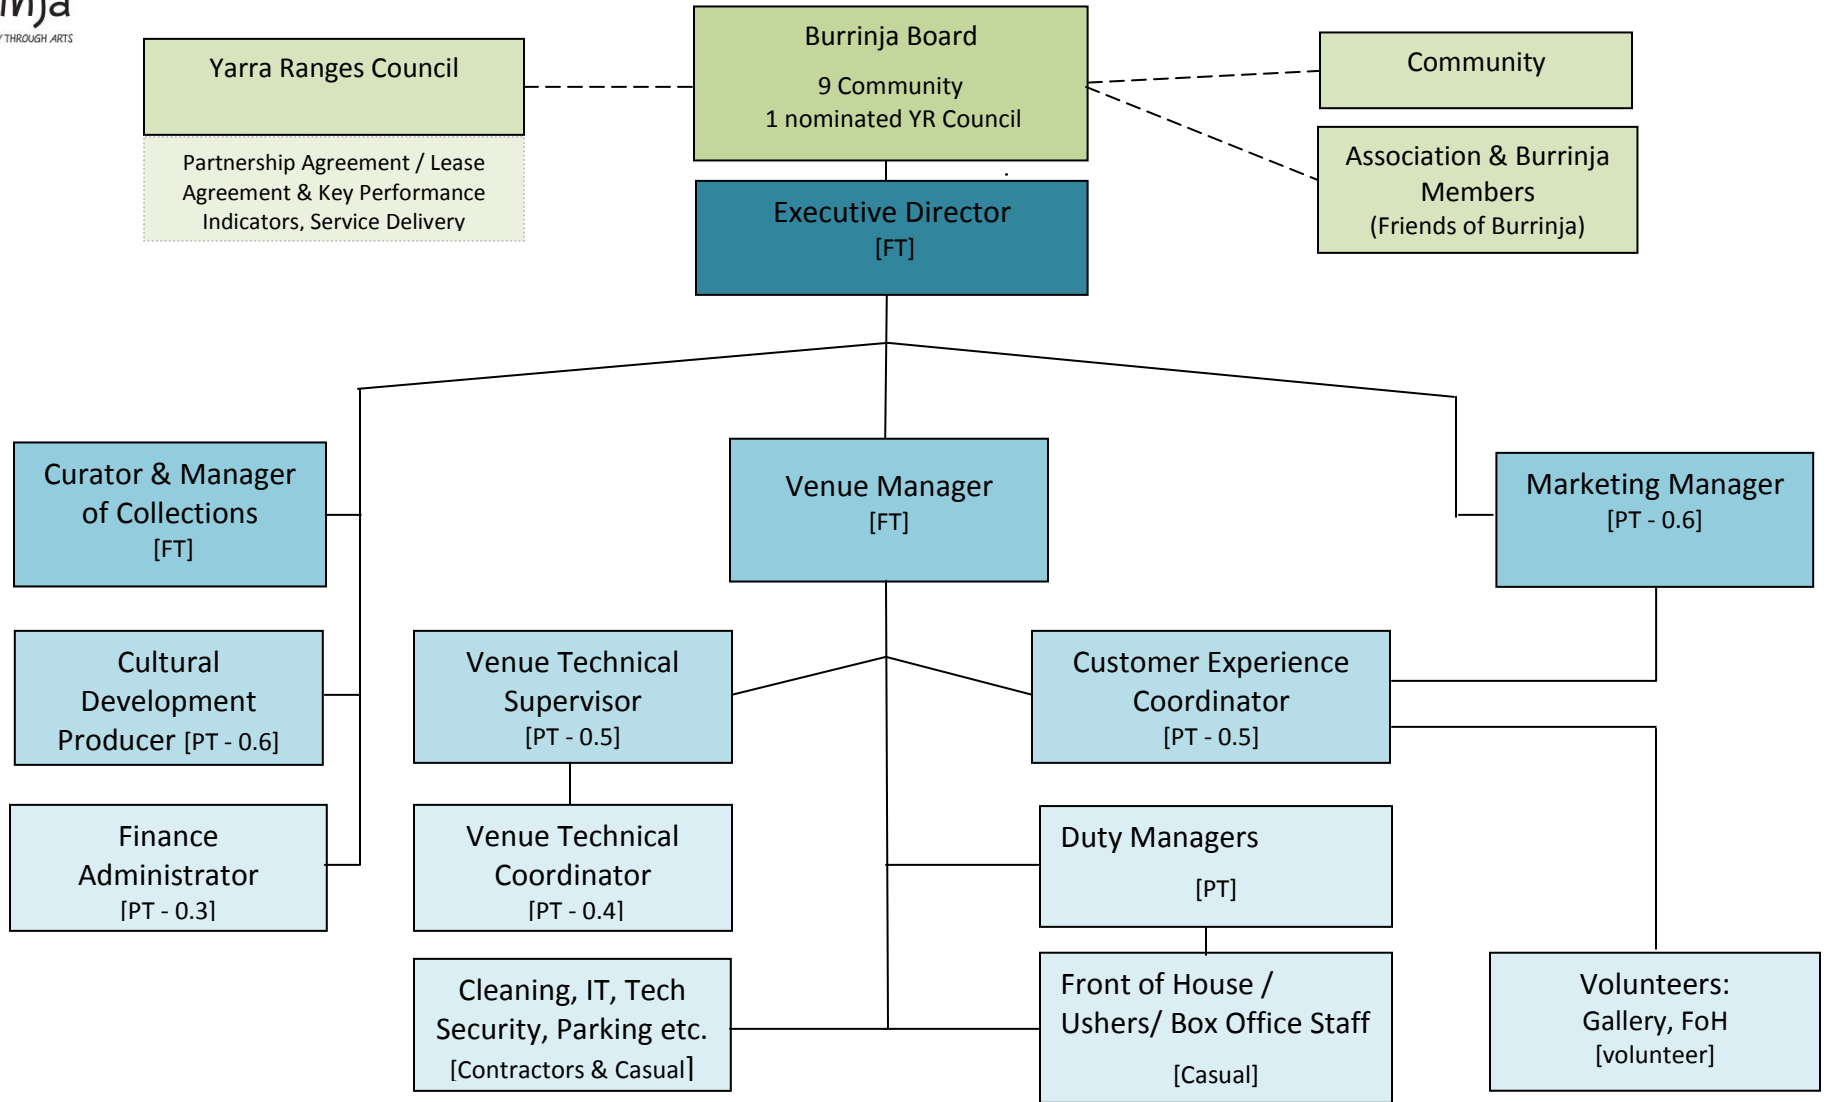 THROUGH ARTS
Yarra Ranges Council
Partnership Agreement / Lease
Agreement & Key Performance
Indicators, Service Delivery
Burrinja Board
9 Community
1 nominated YR Council
Community
Association & Burrinja
Members
(Friends of Burrinja)
Executive Director
[FT]
Curator & Manager
of Collections
[FT]
Venue Manager
[FT]
Marketing Manager
[PT - 0.6]
Cultural
Development
Producer [PT - 0.6]
Venue Technical
Supervisor
[PT - 0.5]
Customer Experience
Coordinator
[PT - 0.5]
Finance
Administrator
[PT - 0.3]
Venue Technical
Coordinator
[PT - 0.4]
Duty Managers
[PT]
Cleaning, IT, Tech
Security, Parking etc.
[Contractors & Casual]
Front of House /
Ushers/ Box Office Staff
[Casual]
Volunteers:
Gallery, FoH
[volunteer]